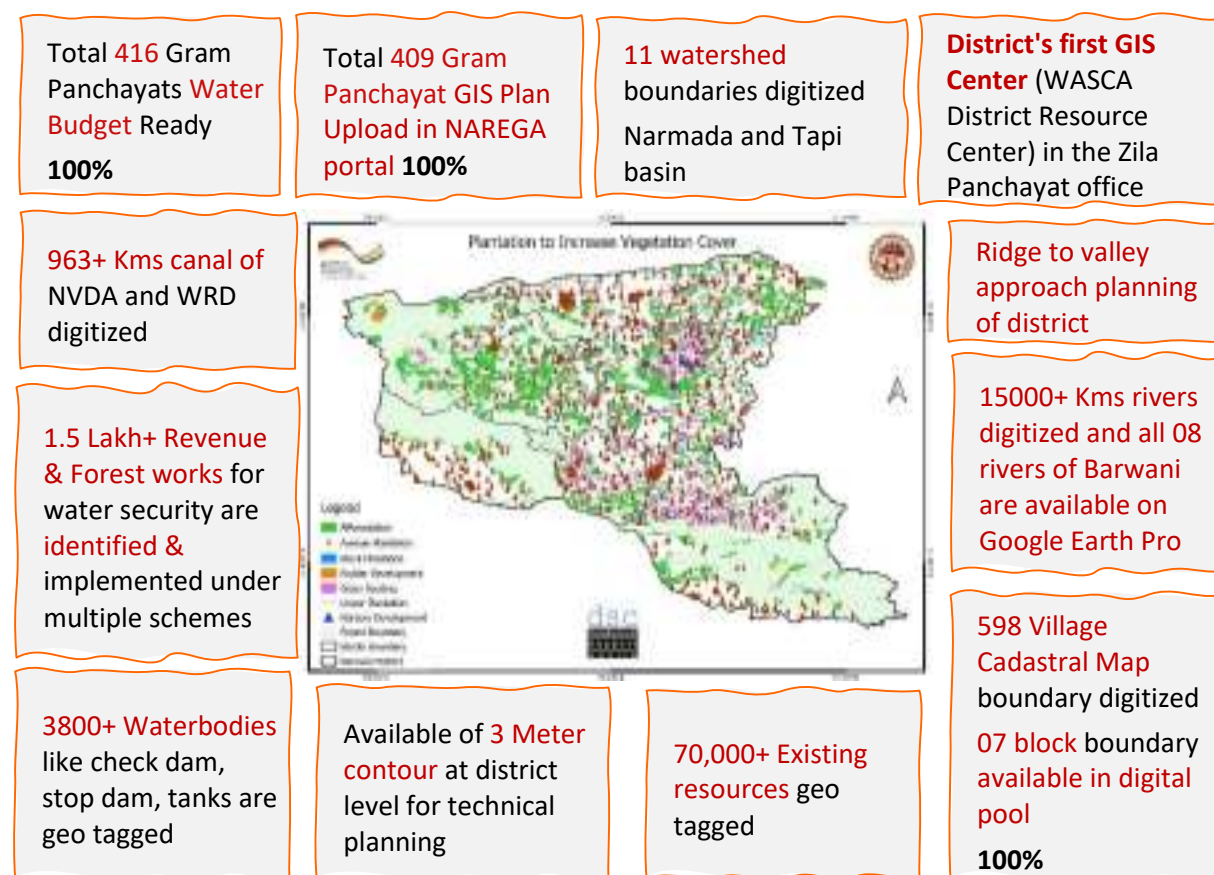 Total 416 Gram
Panchayats Water
Budget Ready
100%
Total 409 Gram
Panchayat GIS Plan
Upload in NAREGA
portal 100%
11 watershed
boundaries digitized
Narmada and Tapi
basin
District's first GIS
Center (WASCA
District Resource
Center) in the Zila
Panchayat office
963+ Kms canal of
NVDA and WRD
digitized
Plantation to Increase Vegetation Cover
Legend
Afforestation
Ridge to valley
approach planning
of district
1.5 Lakh+ Revenue
& Forest works for
water security are
identified &
implemented under
multiple schemes
15000+ Kms rivers
digitized and all 08
rivers of Barwani
are available on
Google Earth Pro
3800+ Waterbodies
like check dam,
stop dam, tanks are
geo tagged
Available of 3 Meter
contour at district
level for technical
planning
70,000+ Existing
resources geo
tagged
598 Village
Cadastral Map
boundary digitized
07 block boundary
available in digital
pool
100%